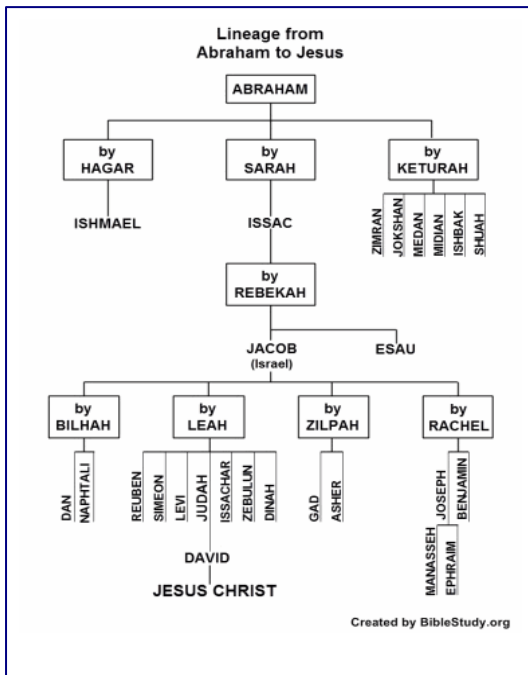 Lineage from
Abraham to Jesus
ABRAHAM
by
HAGAR
by
SARAH
by
KETURAH
ISHMAEL
ISSAC
ZIMRAN
JOKSHAN
MEDAN
MIDIAN
ISHBAK
SHUAH
by
REBEKAH
JACOB
(Israel)
ESAU
by
BILHAH
by
LEAH
by
ZILPAH
by
RACHEL
DAN
NAPHTALI
REUBEN
SIMEON
LEVI
JUDAH
ISSACHAR
ZEBULUN
DINAH
GAD
ASHER
JOSEPH
BENJAMIN
MANASSEH
EPHRAIM
DAVID
JESUS CHRIST
Created by BibleStudy.org